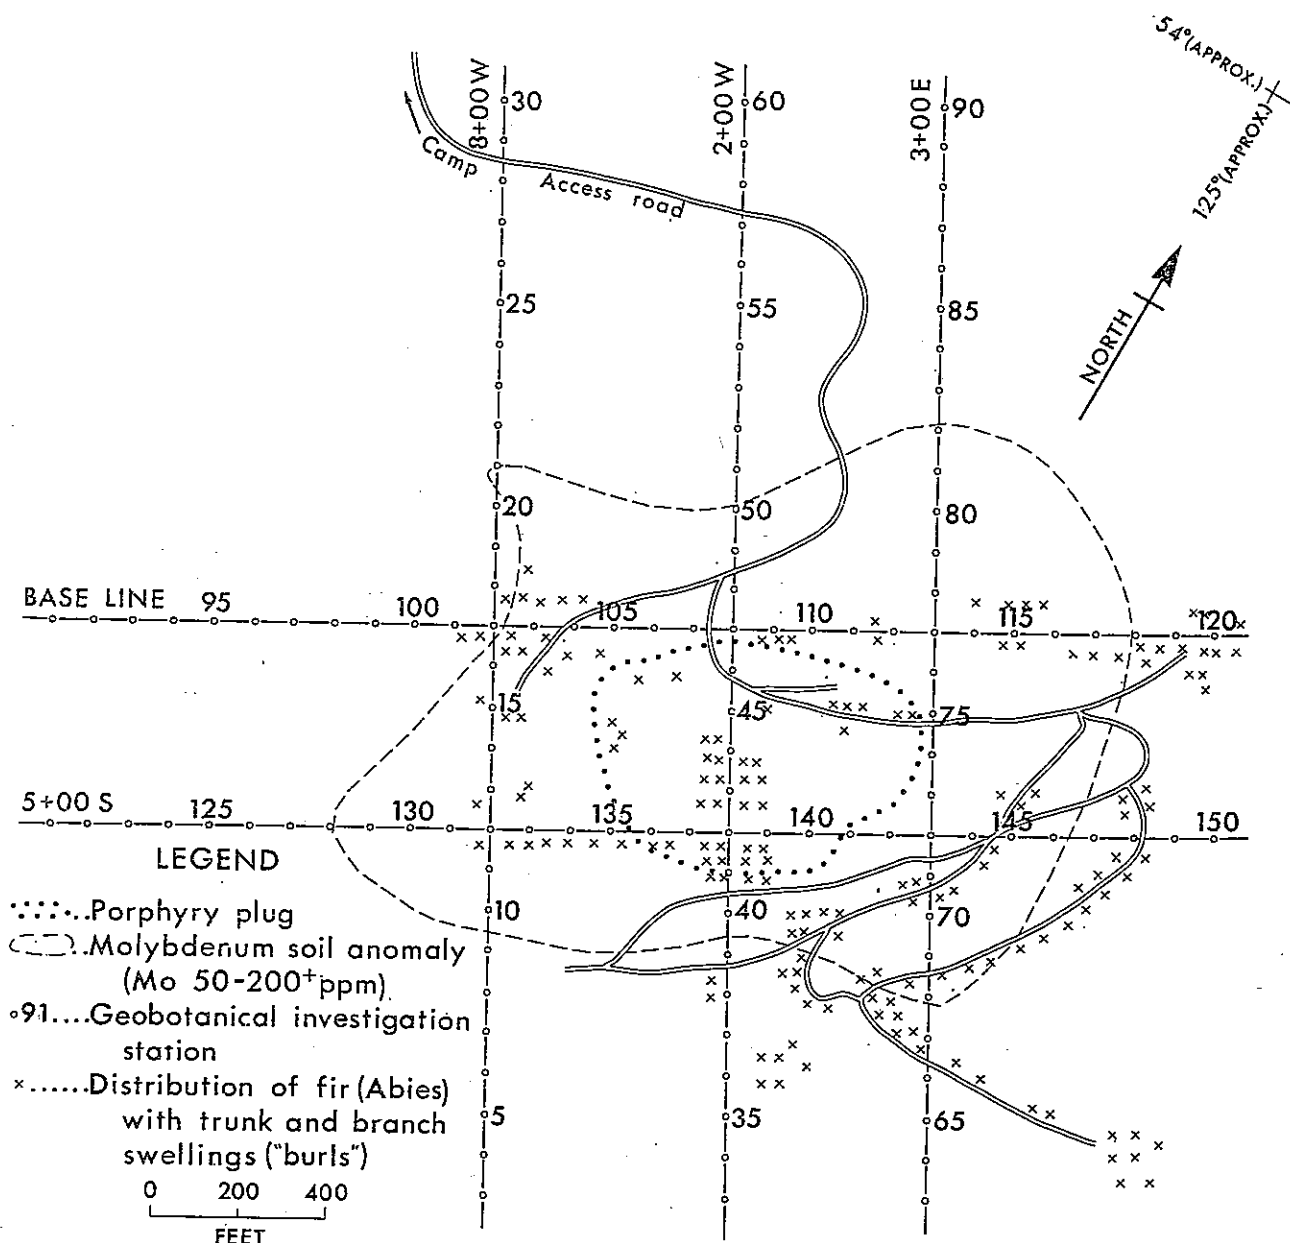 54°(APPROX.)
125°(APPROX.)
NORTH
8+00W
2+00W
3+00E
30
60
90
Camp
Access road
25
55
85
20
50
80
BASE LINE 95 100 105 110 115 120
15
45
75
5+00 S 125 130 135 140 145 150
10
40
70
5
35
65
LEGEND
Porphyry plug
Molybdenum soil anomaly
(Mo 50-200+ppm)
91....Geobotanical investigation
station
x......Distribution of fir (Abies)
with trunk and branch
swellings ("burls")
0 200 400
FEET